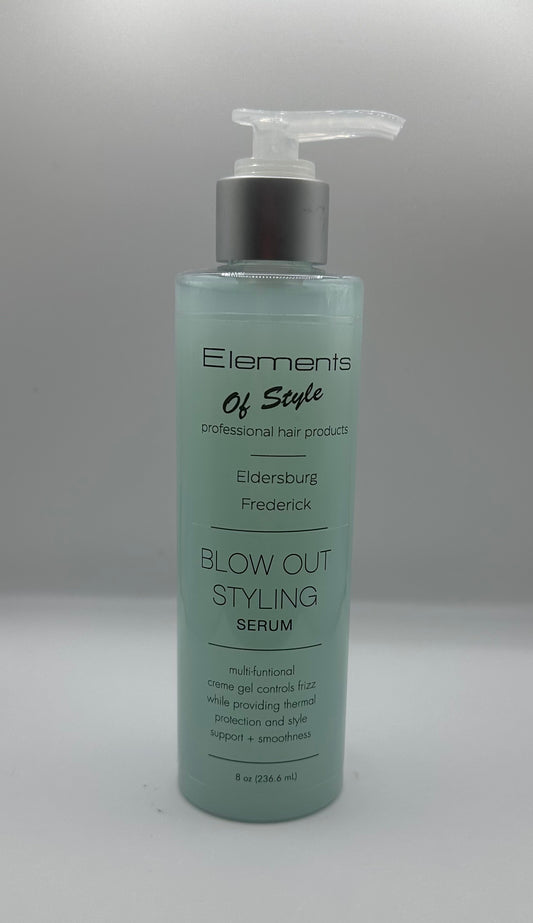 Elements
Of Style
professional hair products
Eldersburg
Frederick
BLOW OUT
STYLING
SERUM
multi-funtional
creme gel controls frizz
while providing thermal
protection and style
support + smoothness
8 oz (236.6 mL)